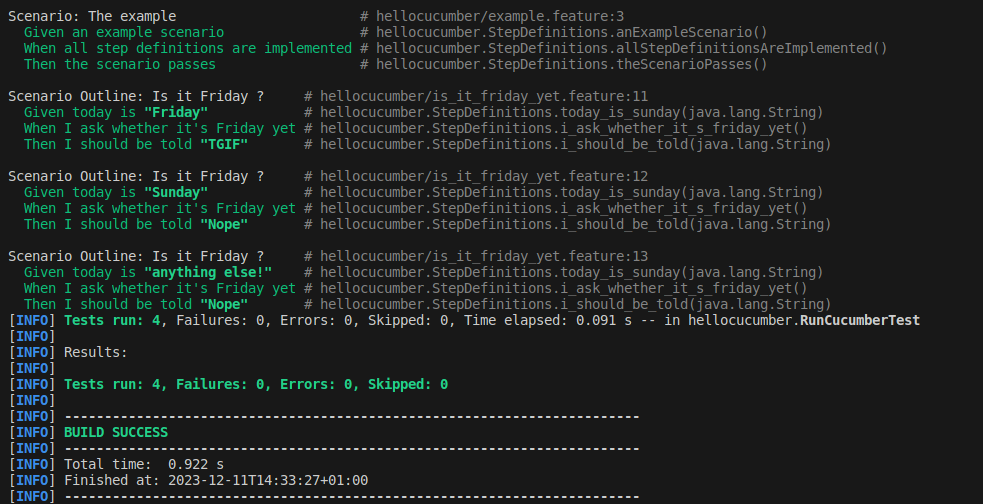 Scenario: The example                       # hellocucumber/example.feature:3
  Given an example scenario                 # hellocucumber.StepDefinitions.anExampleScenario()
  When all step definitions are implemented # hellocucumber.StepDefinitions.allStepDefinitionsAreImplemented()
  Then the scenario passes                  # hellocucumber.StepDefinitions.theScenarioPasses()

Scenario Outline: Is it Friday ?     # hellocucumber/is_it_friday_yet.feature:11
  Given today is "Friday"            # hellocucumber.StepDefinitions.today_is_sunday(java.lang.String)
  When I ask whether it's Friday yet # hellocucumber.StepDefinitions.i_ask_whether_it_s_friday_yet()
  Then I should be told "TGIF"       # hellocucumber.StepDefinitions.i_should_be_told(java.lang.String)

Scenario Outline: Is it Friday ?     # hellocucumber/is_it_friday_yet.feature:12
  Given today is "Sunday"            # hellocucumber.StepDefinitions.today_is_sunday(java.lang.String)
  When I ask whether it's Friday yet # hellocucumber.StepDefinitions.i_ask_whether_it_s_friday_yet()
  Then I should be told "Nope"       # hellocucumber.StepDefinitions.i_should_be_told(java.lang.String)

Scenario Outline: Is it Friday ?     # hellocucumber/is_it_friday_yet.feature:13
  Given today is "anything else!"    # hellocucumber.StepDefinitions.today_is_sunday(java.lang.String)
  When I ask whether it's Friday yet # hellocucumber.StepDefinitions.i_ask_whether_it_s_friday_yet()
  Then I should be told "Nope"       # hellocucumber.StepDefinitions.i_should_be_told(java.lang.String)
[INFO] Tests run: 4, Failures: 0, Errors: 0, Skipped: 0, Time elapsed: 0.091 s -- in hellocucumber.RunCucumberTest
[INFO]
[INFO] Results:
[INFO]
[INFO] Tests run: 4, Failures: 0, Errors: 0, Skipped: 0
[INFO]
[INFO] ------------------------------------------------------------------------
[INFO] BUILD SUCCESS
[INFO] ------------------------------------------------------------------------
[INFO] Total time:  0.922 s
[INFO] Finished at: 2023-12-11T14:33:27+01:00
[INFO] ------------------------------------------------------------------------